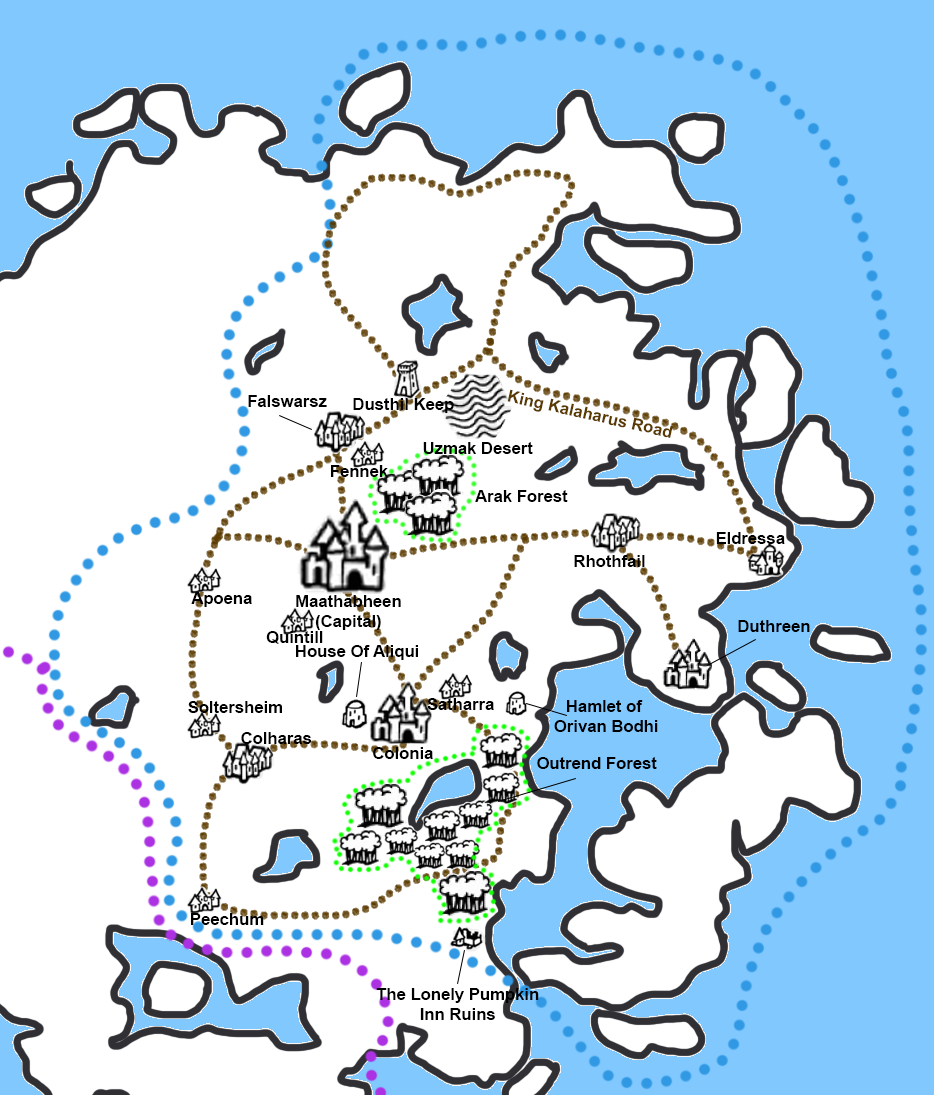 Falswarsz
Dusthil Keep
King Kalaharus Road
Uzmak Desert
Fennek
Arak Forest
Eldressa
Rhothfail
Apoena
Maathabheen
(Capital)
Quintill
House Of Aliqui
Duthreen
Satharra
Hamlet of
Orivan Bodhi
Soltersheim
Colharas
Colonia
Outrend Forest
Peechum
The Lonely Pumpkin
Inn Ruins